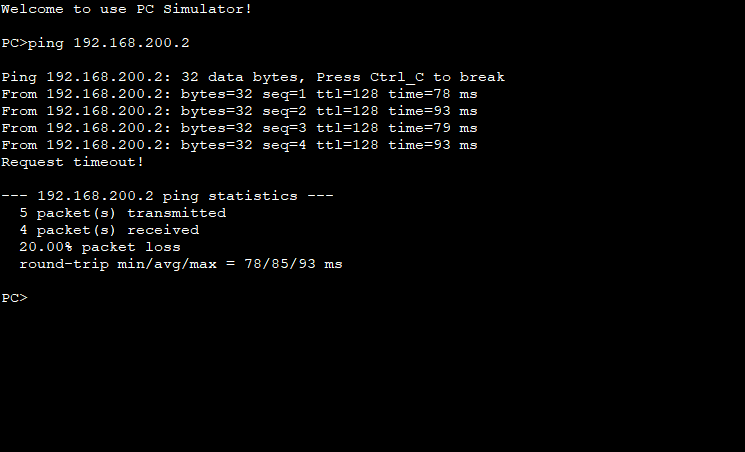 Welcome to use PC Simulator!
PC>ping 192.168.200.2
Ping 192.168.200.2: 32 data bytes, Press Ctrl_C to break
From 192.168.200.2: bytes=32 seq=1 ttl=128 time=78 ms
From 192.168.200.2: bytes=32 seq=2 ttl=128 time=93 ms
From 192.168.200.2: bytes=32 seq=3 ttl=128 time=79 ms
From 192.168.200.2: bytes=32 seq=4 ttl=128 time=93 ms
Request timeout!
--- 192.168.200.2 ping statistics ---
5 packet(s) transmitted
4 packet(s) received
20.00% packet loss
round-trip min/avg/max = 78/85/93 ms
PC>